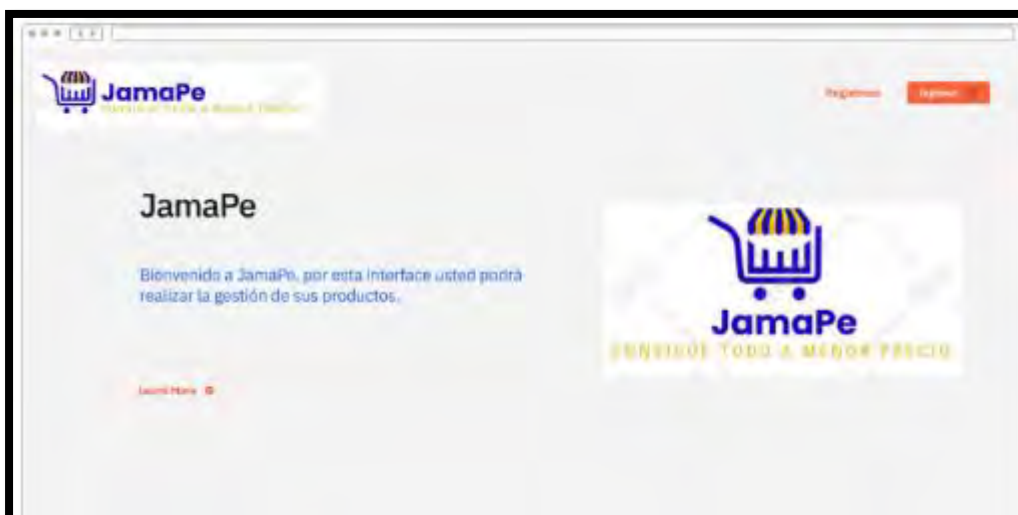 JamaPe
Regístrese
Ingresar
JamaPe
Bienvenido a JamaPe, por esta interface usted podrá
realizar la gestión de sus productos.
JamaPe
CONSIGUE TODO A MENOR PRECIO
Learn More